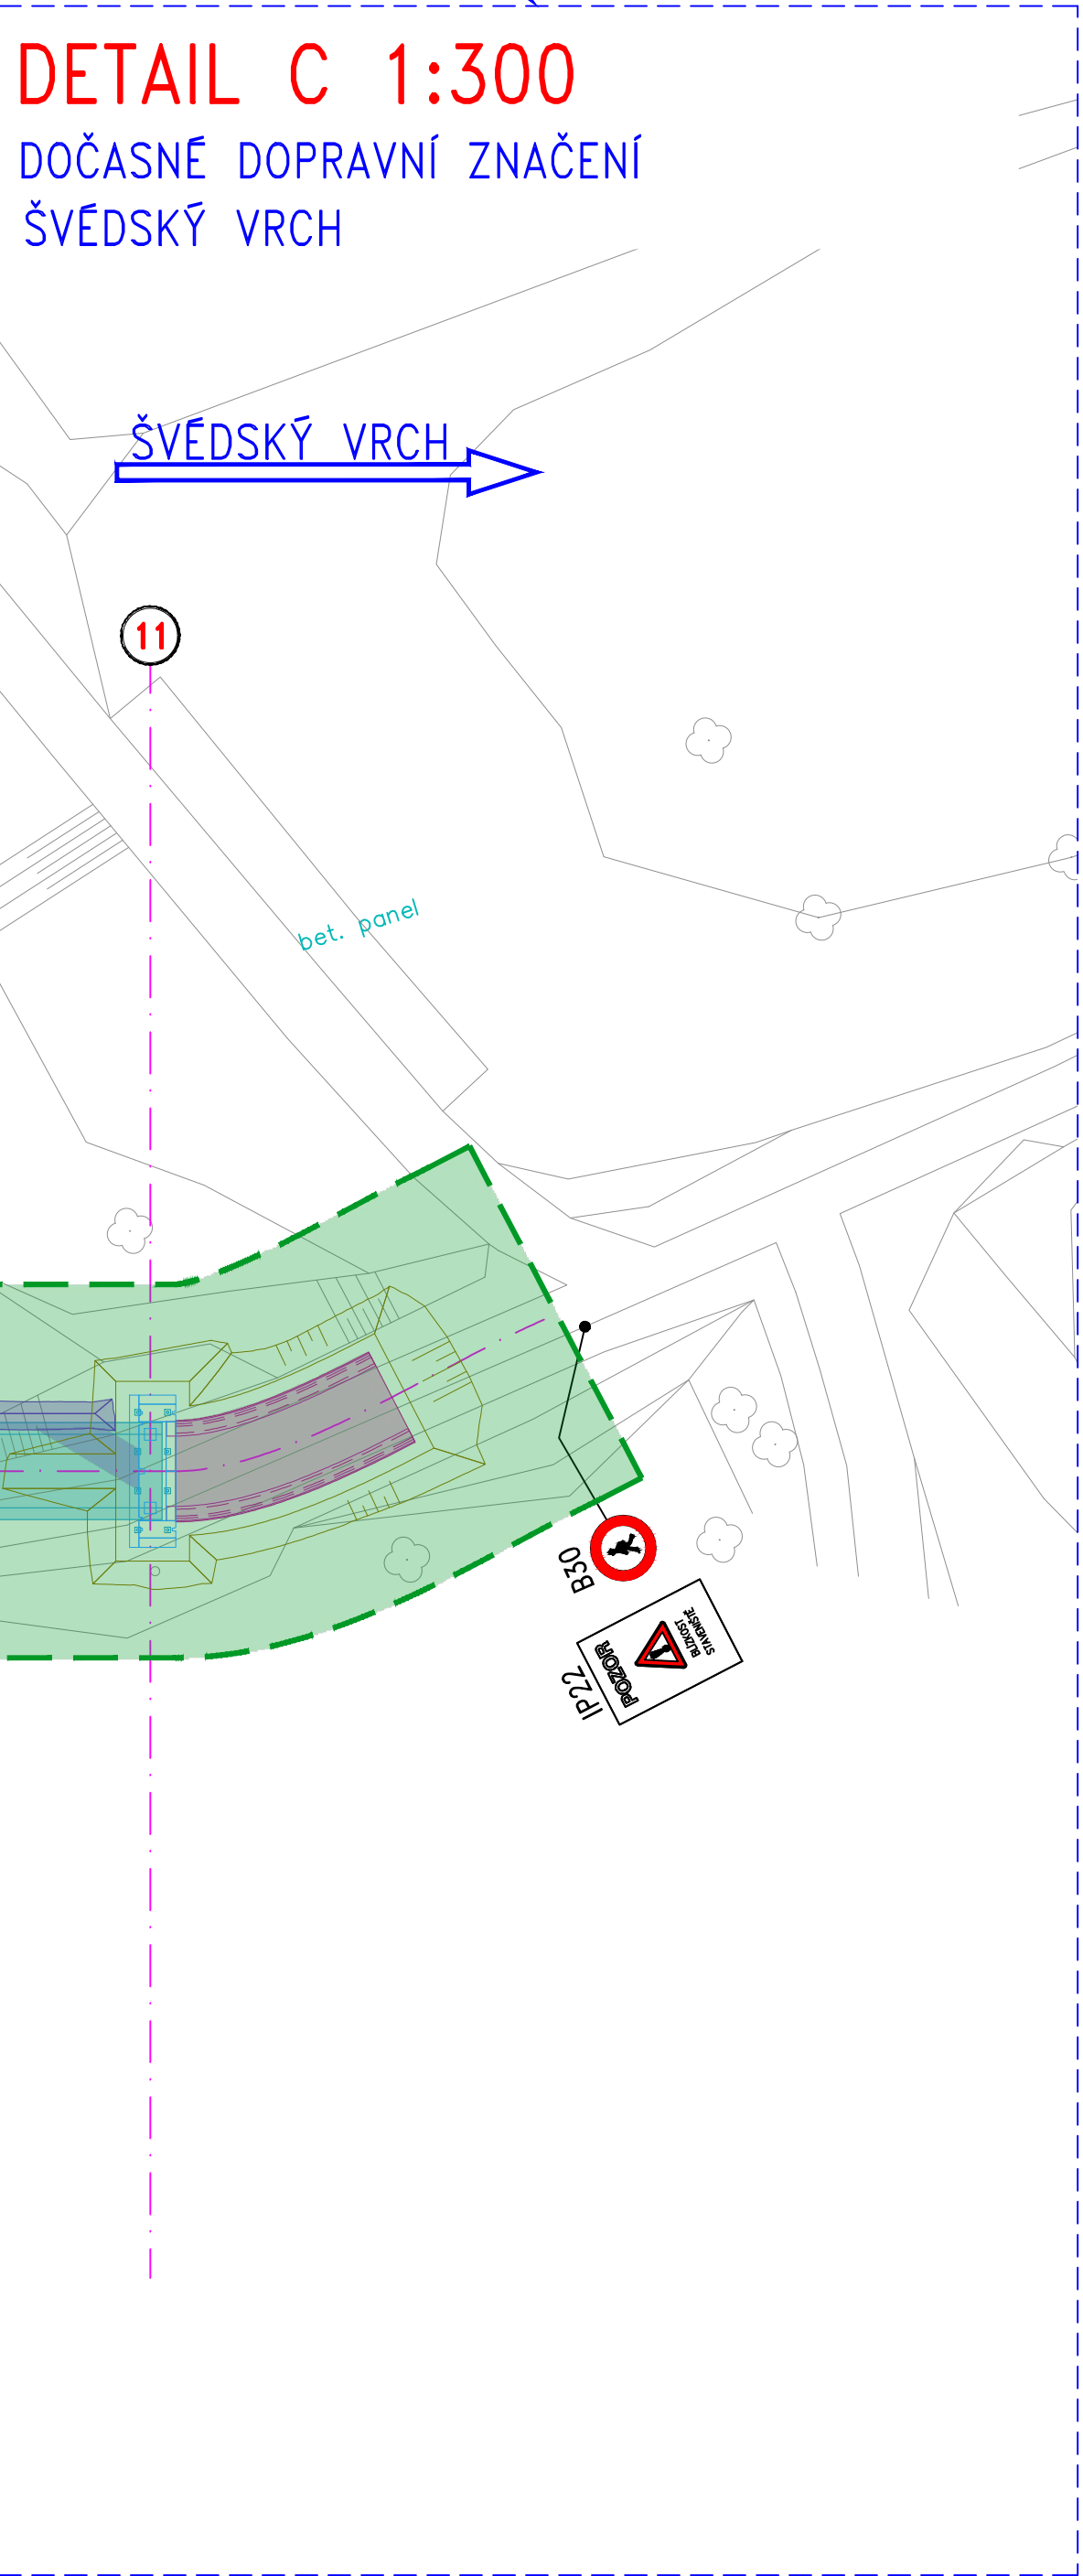 DETAIL C 1:300
DOČASNÉ DOPRAVNÍ ZNAČENÍ
ŠVÉDSKÝ VRCH
ŠVÉDSKÝ VRCH
11
bet. panel
B30
IP22
POZOR
BLÍZKOST
STAVENIŠTĚ